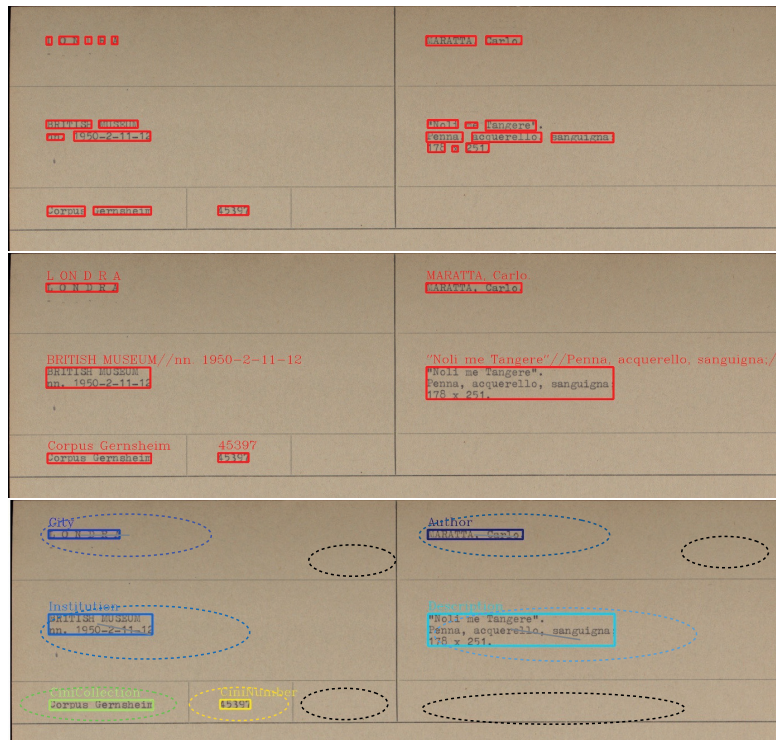 L O N D R A
MARATTA, Carlo
BRITISH MUSEUM
nn. 1950-2-11-12
"Noli me Tangere".
Penna, acquerello, sanguigna;
178 x 251.
Corpus Gernsheim
45397
L ON D R A
MARATTA, Carlo
L O N D R A
MARATTA, Carlo
BRITISH MUSEUM//nn. 1950-2-11-12
"Noli me Tangere"//Penna, acquerello, sanguigna;/
BRITISH MUSEUM
nn. 1950-2-11-12
"Noli me Tangere".
Penna, acquerello, sanguigna;
178 x 251.
Corpus Gernsheim
45397
Corpus Gernsheim
45397
City
Author
L O N D R A
MARATTA, Carlo
Institution
Description
BRITISH MUSEUM
nn. 1950-2-11-12
"Noli me Tangere".
Penna, acquerello, sanguigna;
178 x 251.
CiniCollection
CiniNumber
Corpus Gernsheim
45397